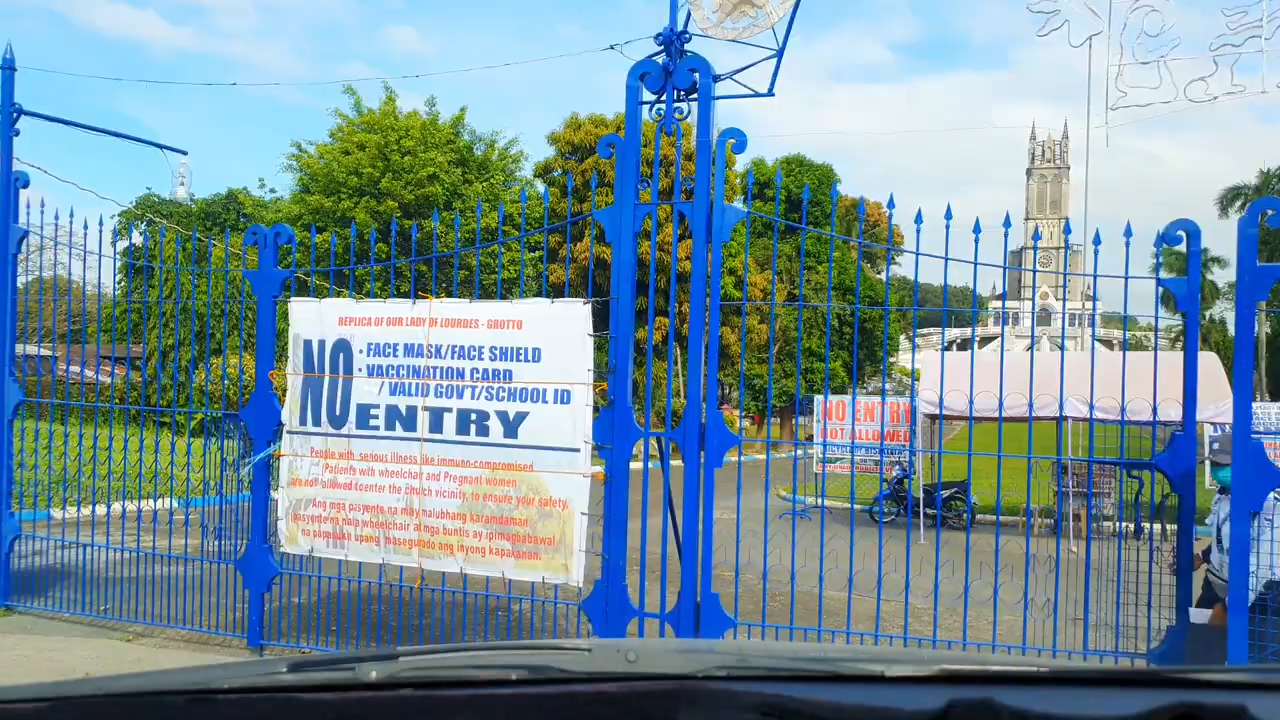 REPLICA OF OUR LADY OF LOURDES - GROTTO
NO
• FACE MASK/FACE SHIELD
• VACCINATION CARD
/ VALID GOV'T/SCHOOL ID
ENTRY
People with serious illness like immuno-compromised
(Patients with wheelchair and Pregnant women
are not allowed to enter the church vicinity, to ensure your safety.
Ang mga pasyente na may malubhang karamdaman
pasyente na nala wheelchair at mga buntis ay ipinagbabawal
na papasukin upang masegurado ang inyong kapakanan.
NO ENTRY
NOT ALLOWED